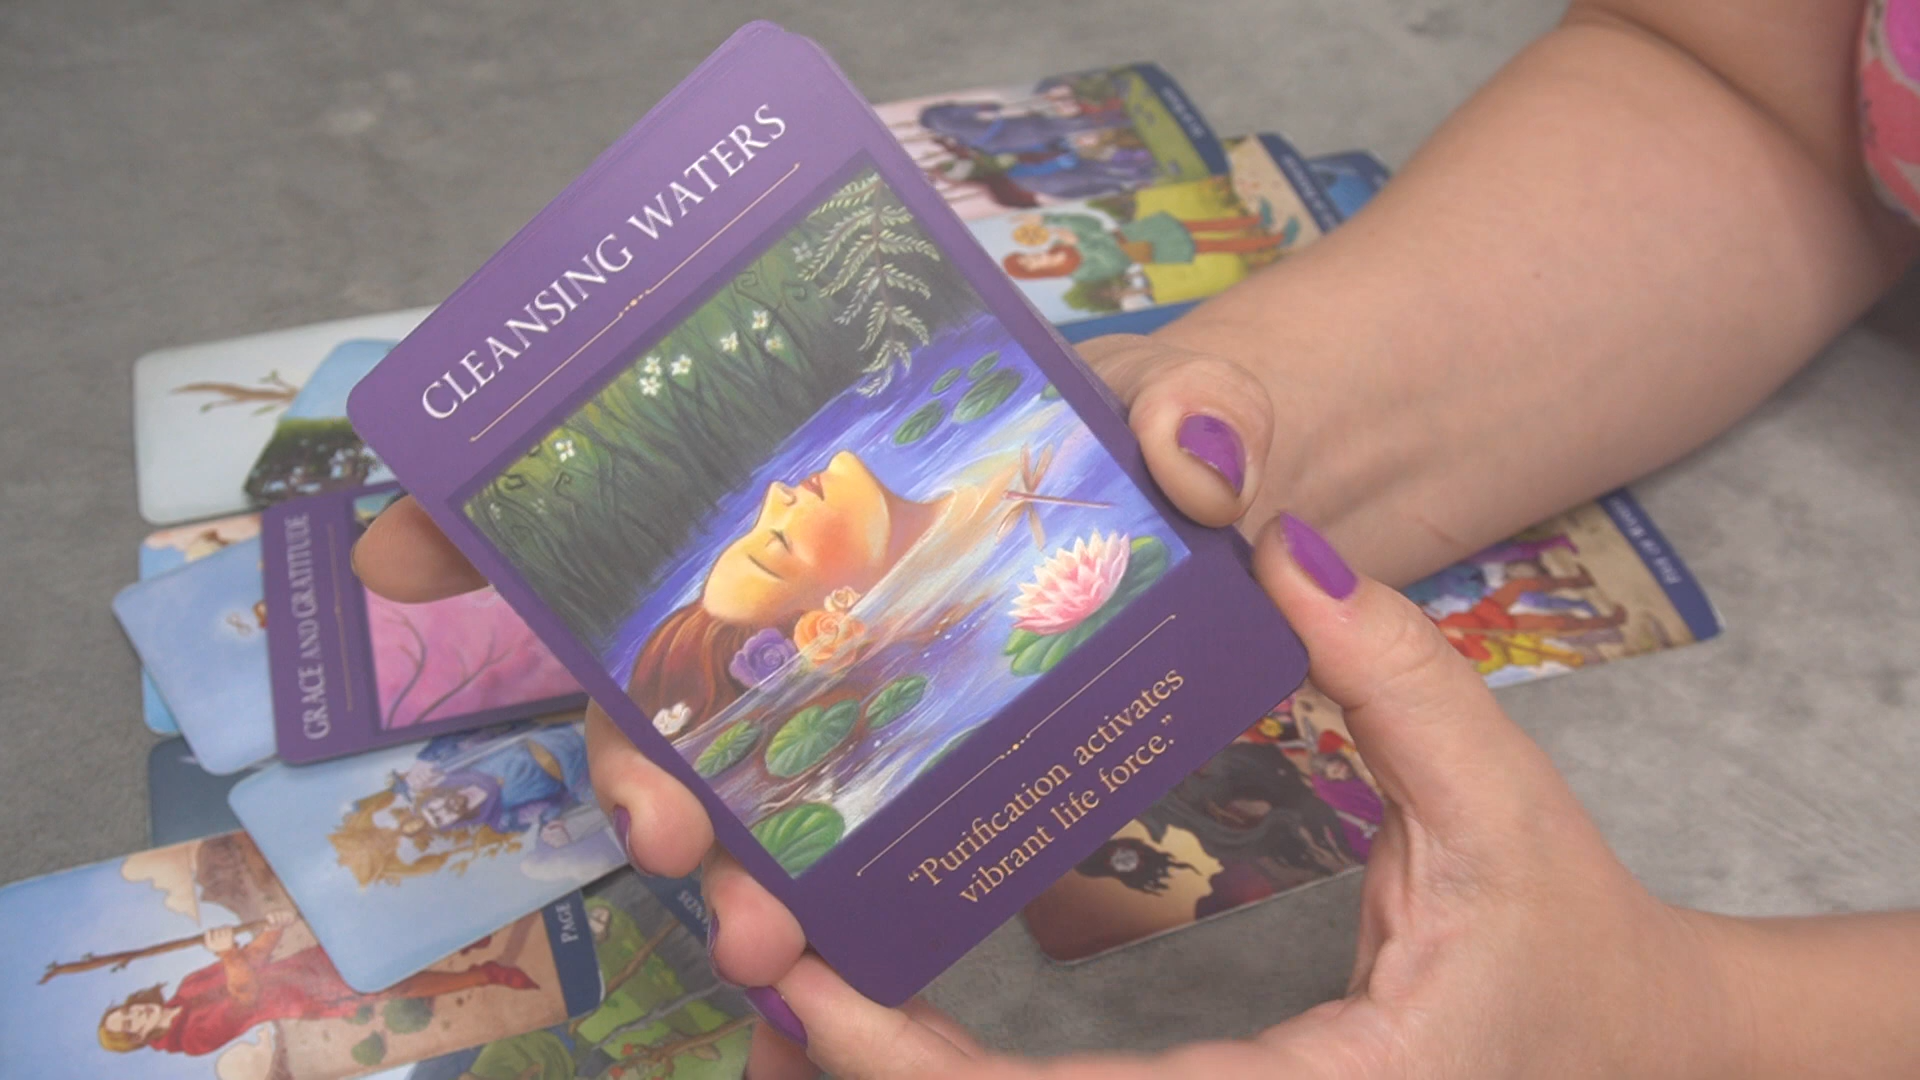 CLEANSING WATERS
“Purification activates
vibrant life force.”
GRACE AND GRATITUDE
PAGE